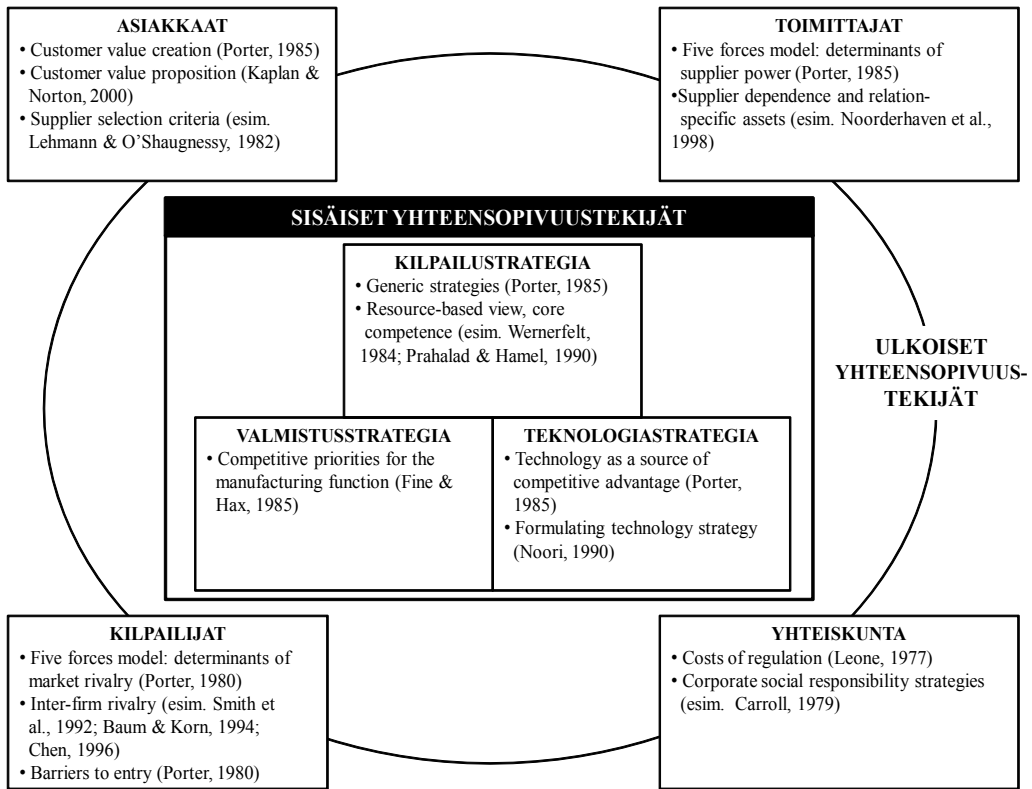 ASIAKKAAT
• Customer value creation (Porter, 1985)
• Customer value proposition (Kaplan &
Norton, 2000)
• Supplier selection criteria (esim.
Lehmann & O'Shaugnessy, 1982)
TOIMITTAJAT
• Five forces model: determinants of
supplier power (Porter, 1985)
•Supplier dependence and relation-
specific assets (esim. Noorderhaven et al.,
1998)
SISÄISET YHTEENSOPIVUUSTEKIJÄT
KILPAILUSTRATEGIA
• Generic strategies (Porter, 1985)
• Resource-based view, core
competence (esim. Wernerfelt,
1984; Prahalad & Hamel, 1990)
VALMISTUSSTRATEGIA
• Competitive priorities for the
manufacturing function (Fine &
Hax, 1985)
TEKNOLOGIASTRATEGIA
• Technology as a source of
competitive advantage (Porter,
1985)
• Formulating technology strategy
(Noori, 1990)
ULKOISET
YHTEENSOPIVUUS-
TEKIJÄT
KILPAILIJAT
• Five forces model: determinants of
market rivalry (Porter, 1980)
• Inter-firm rivalry (esim. Smith et
al., 1992; Baum & Korn, 1994;
Chen, 1996)
• Barriers to entry (Porter, 1980)
YHTEISKUNTA
• Costs of regulation (Leone, 1977)
• Corporate social responsibility strategies
(esim. Carroll, 1979)